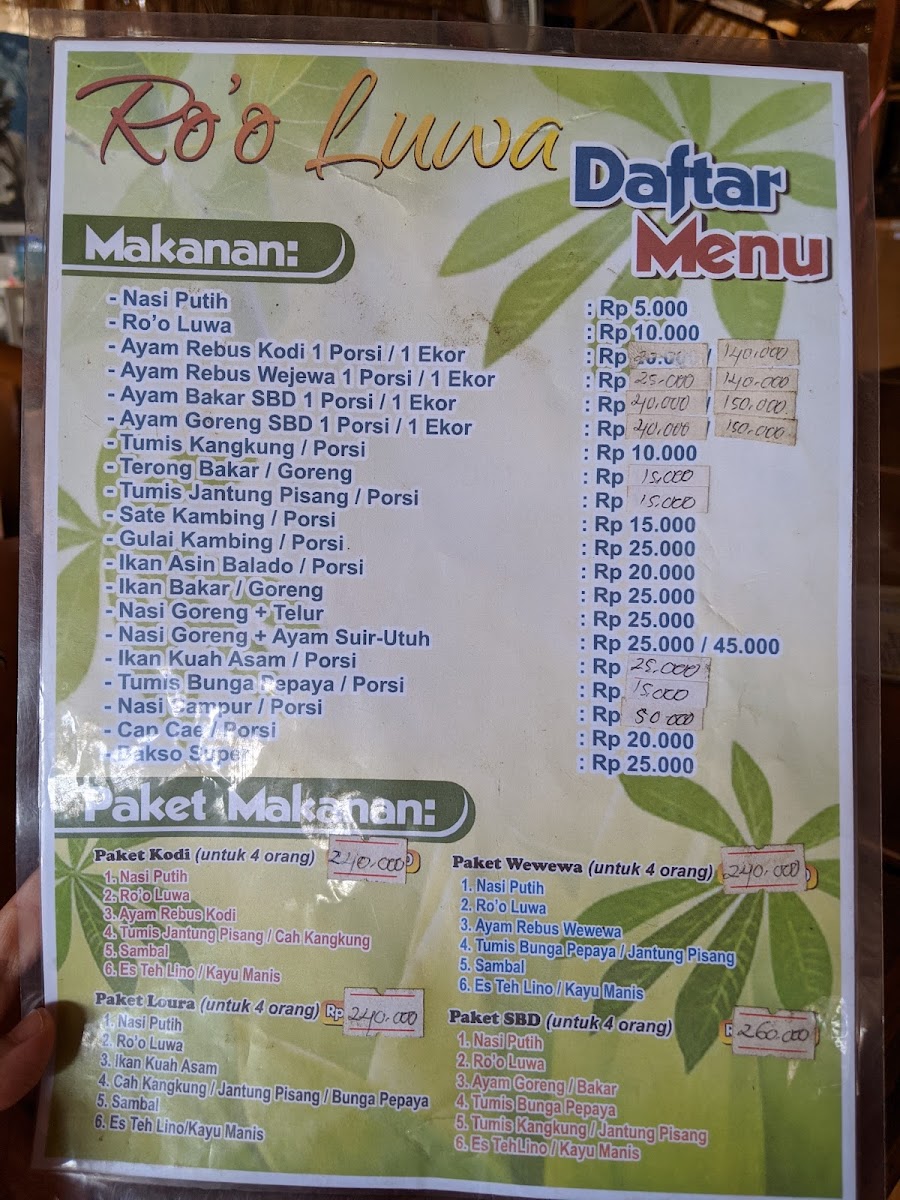 Ro'o Luwa
Daftar
Menu
Makanan:
- Nasi Putih : Rp 5.000
- Ro'o Luwa : Rp 10.000
- Ayam Rebus Kodi 1 Porsi / 1 Ekor : Rp / 140.000
- Ayam Rebus Wejewa 1 Porsi / 1 Ekor : Rp 25.000 140.000
- Ayam Bakar SBD 1 Porsi / 1 Ekor : Rp 40.000 / 150.000
- Ayam Goreng SBD 1 Porsi / 1 Ekor : Rp 40.000 / 150.000
- Tumis Kangkung / Porsi : Rp 10.000
- Terong Bakar / Goreng : Rp 15.000
- Tumis Jantung Pisang / Porsi : Rp 15.000
- Sate Kambing / Porsi : Rp 15.000
- Gulai Kambing / Porsi : Rp 25.000
- Ikan Asin Balado / Porsi : Rp 20.000
- Ikan Bakar / Goreng : Rp 25.000
- Nasi Goreng + Telur : Rp 25.000
- Nasi Goreng + Ayam Suir-Utuh : Rp 25.000 / 45.000
- Ikan Kuah Asam / Porsi : Rp 25.000
- Tumis Bunga Pepaya / Porsi : Rp 15.000
- Nasi Campur / Porsi : Rp
- Cap Cae / Porsi : Rp 20.000
- Bakso Super : Rp 25.000
Paket Makanan:
Paket Kodi (untuk 4 orang) 240.000
1. Nasi Putih
2. Ro'o Luwa
3. Ayam Rebus Kodi
4. Tumis Jantung Pisang / Cah Kangkung
5. Sambal
6. Es Teh Lino / Kayu Manis
Paket Wewewa (untuk 4 orang) 240.000
1. Nasi Putih
2. Ro'o Luwa
3. Ayam Rebus Wewewa
4. Tumis Bunga Pepaya / Jantung Pisang
5. Sambal
6. Es Teh Lino / Kayu Manis
Paket Loura (untuk 4 orang) Rp 240.000
1. Nasi Putih
2. Ro'o Luwa
3. Ikan Kuah Asam
4. Cah Kangkung / Jantung Pisang / Bunga Pepaya
5. Sambal
6. Es Teh Lino/Kayu Manis
Paket SBD (untuk 4 orang) 260.000
1. Nasi Putih
2. Ro'o Luwa
3. Ayam Goreng / Bakar
4. Tumis Bunga Pepaya
5. Tumis Kangkung / Jantung Pisang
6. Es TehLino / Kayu Manis